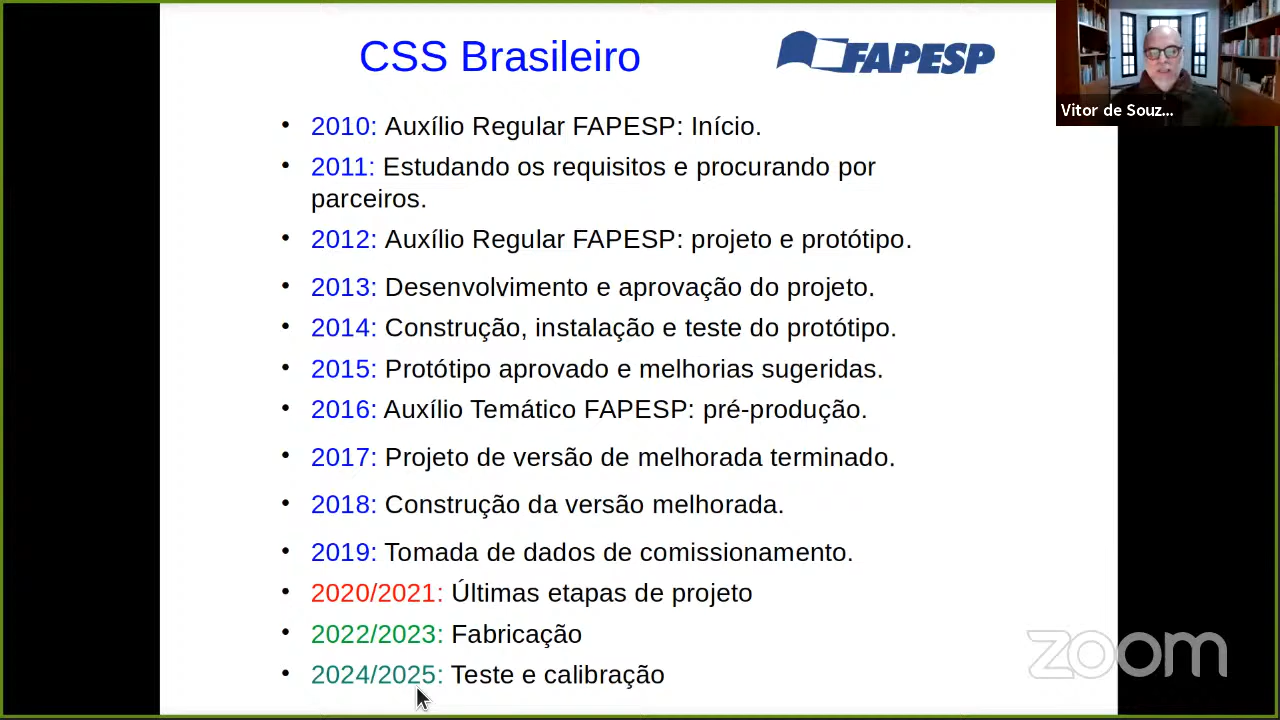 CSS Brasileiro
FAPESP
Vitor de Souz...
• 2010: Auxílio Regular FAPESP: Início.
• 2011: Estudando os requisitos e procurando por
parceiros.
• 2012: Auxílio Regular FAPESP: projeto e protótipo.
• 2013: Desenvolvimento e aprovação do projeto.
• 2014: Construção, instalação e teste do protótipo.
• 2015: Protótipo aprovado e melhorias sugeridas.
• 2016: Auxílio Temático FAPESP: pré-produção.
• 2017: Projeto de versão de melhorada terminado.
• 2018: Construção da versão melhorada.
• 2019: Tomada de dados de comissionamento.
• 2020/2021: Últimas etapas de projeto
• 2022/2023: Fabricação
• 2024/2025: Teste e calibração
zoom